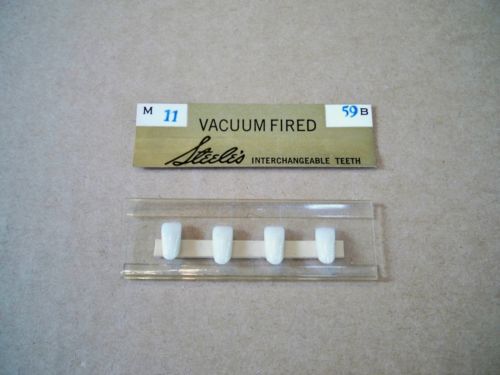 M 11 59 B
VACUUM FIRED
Steele's INTERCHANGEABLE TEETH